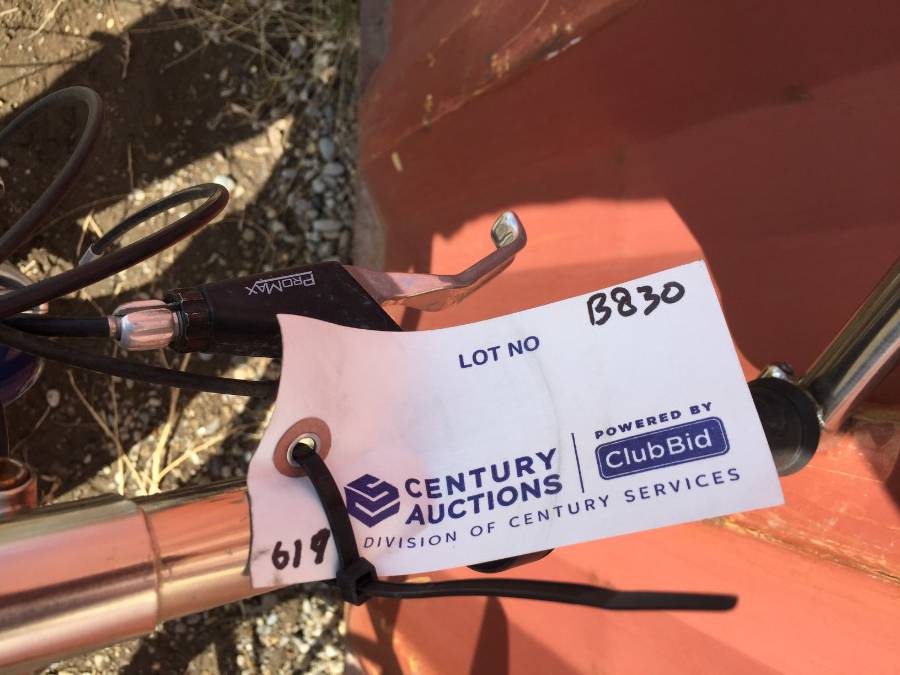 PROMAX
B830
LOT NO
CENTURY AUCTIONS
POWERED BY
ClubBid
DIVISION OF CENTURY SERVICES
619